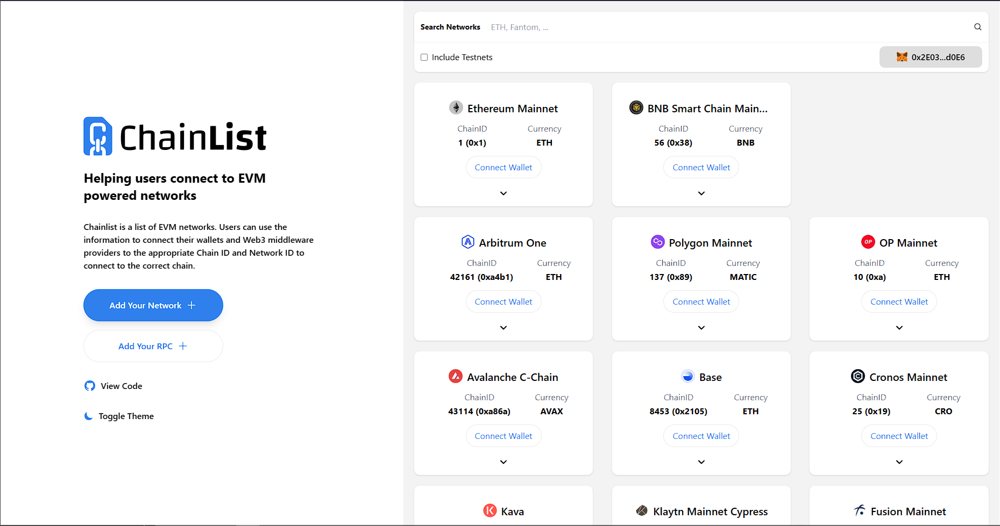 ChainList
Helping users connect to EVM
powered networks
Chainlist is a list of EVM networks. Users can use the
information to connect their wallets and Web3 middleware
providers to the appropriate Chain ID and Network ID to
connect to the correct chain.
Add Your Network
Add Your RPC
View Code
Toggle Theme
Search Networks ETH, Fantom, ...
Include Testnets
0x2E03...d0E6
Ethereum Mainnet
ChainID Currency
1 (0x1) ETH
Connect Wallet
BNB Smart Chain Main...
ChainID Currency
56 (0x38) BNB
Connect Wallet
Arbitrum One
ChainID Currency
42161 (0xa4b1) ETH
Connect Wallet
Polygon Mainnet
ChainID Currency
137 (0x89) MATIC
Connect Wallet
OP
OP Mainnet
ChainID Currency
10 (0xa) ETH
Connect Wallet
Avalanche C-Chain
ChainID Currency
43114 (0xa86a) AVAX
Connect Wallet
Base
ChainID Currency
8453 (0x2105) ETH
Connect Wallet
Cronos Mainnet
ChainID Currency
25 (0x19) CRO
Connect Wallet
Kava
Klaytn Mainnet Cypress
Fusion Mainnet